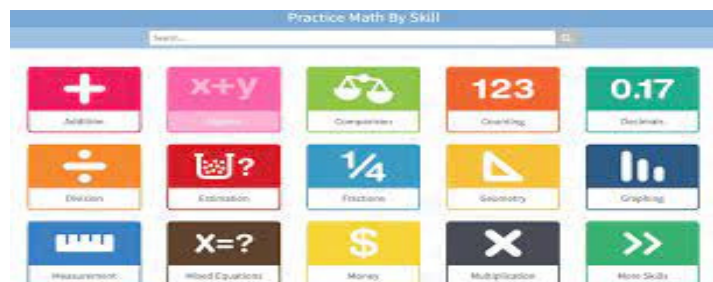 Practice Math By Skill
Search...
+ x+y 123 0.17
Addition Algebra Comparison Counting Decimals
÷ ? 1/4
Division Estimation Fractions Geometry Graphing
X=? $ × >>
Measurement Mixed Equations Money Multiplication More Skills